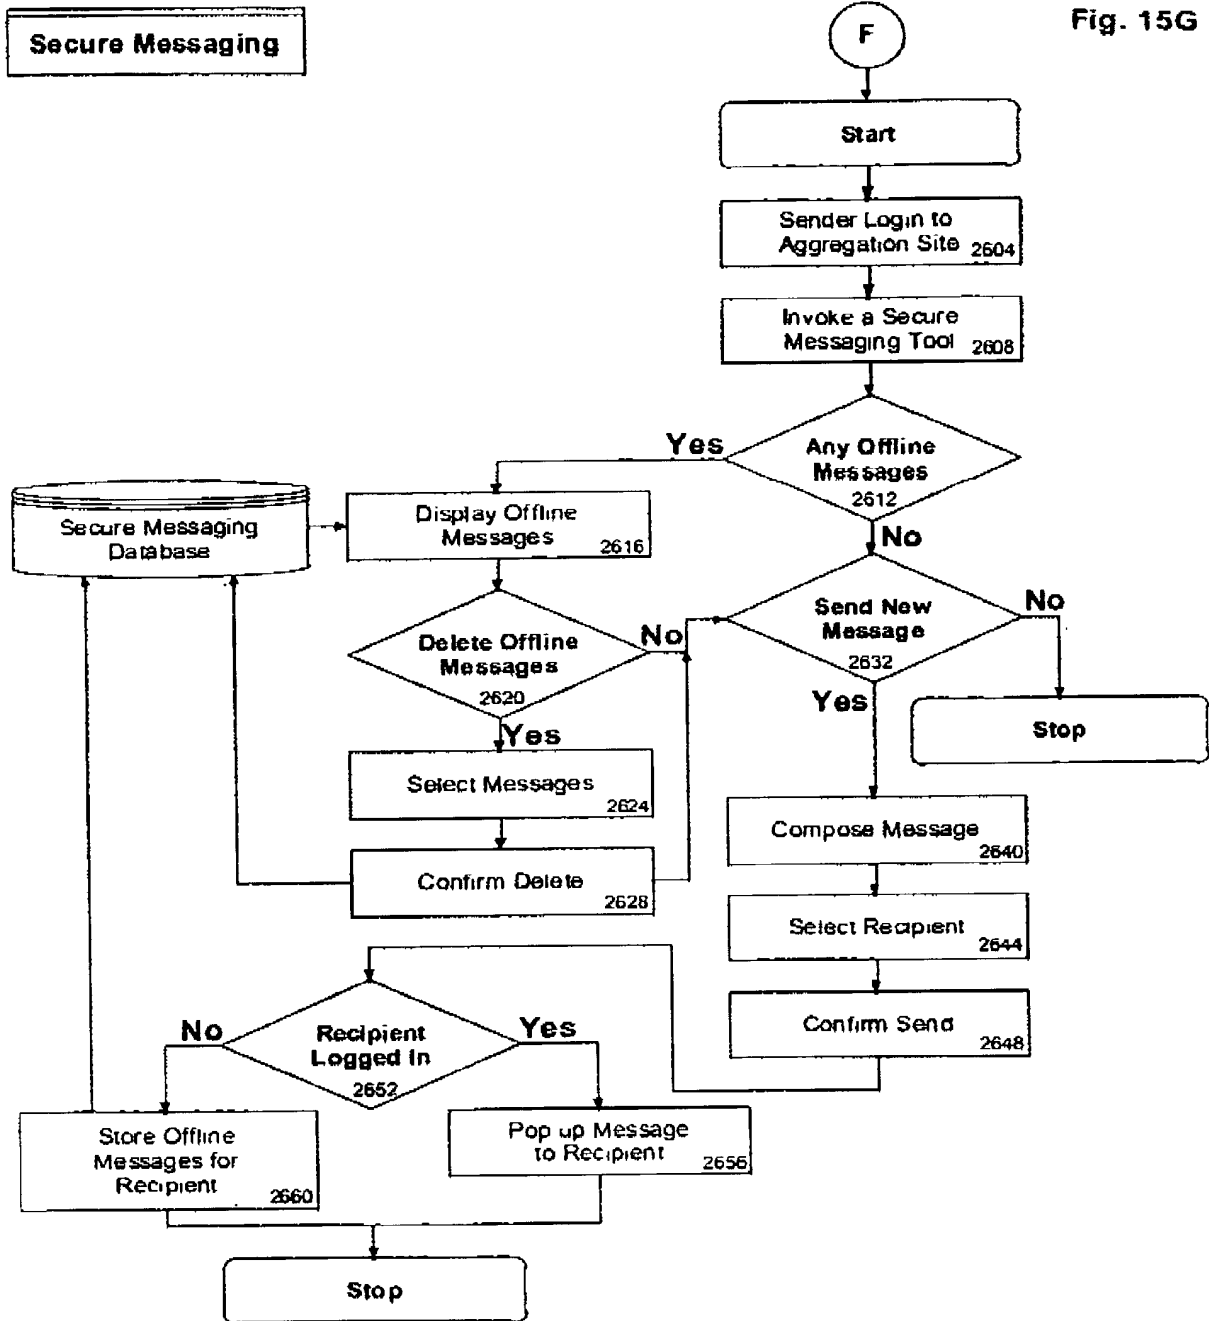 Fig. 15G
Secure Messaging
F
Start
Sender Login to
Aggregation Site 2604
Invoke a Secure
Messaging Tool 2608
Any Offline
Messages
2612
Yes
No
Secure Messaging
Database
Display Offline
Messages 2616
Delete Offline
Messages
2620
No
Yes
Send New
Message
2632
No
Yes
Stop
Select Messages
2624
Confirm Delete
2628
Compose Message
2640
Select Recipient
2644
Confirm Send
2648
Recipient
Logged In
2652
No
Yes
Store Offline
Messages for
Recipient
2660
Pop up Message
to Recipient 2656
Stop